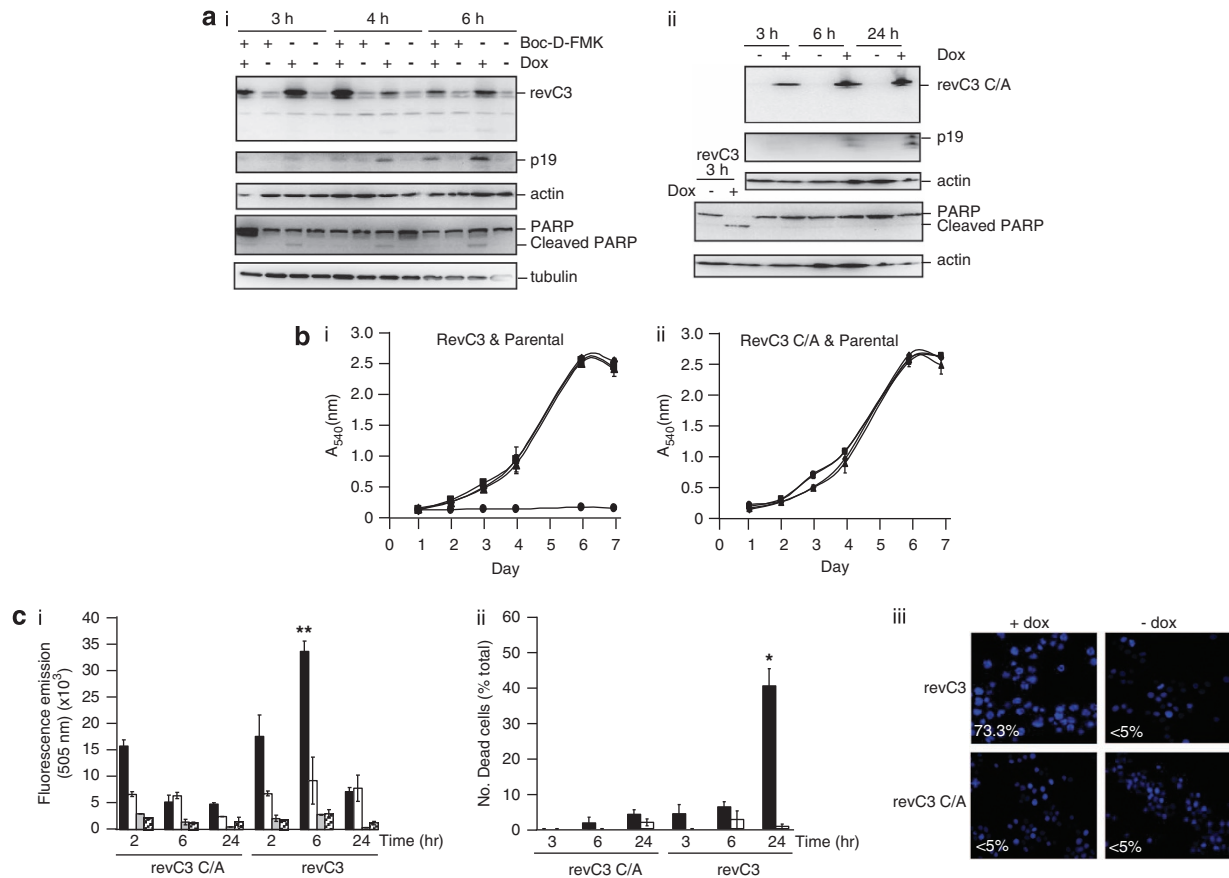 a i
3 h 4 h 6 h
+ + - - + + - - + + - - Boc-D-FMK
+ - + - + - + - + - + - Dox
revC3
p19
actin
PARP
Cleaved PARP
tubulin
ii
3 h 6 h 24 h
- + - + - + Dox
revC3 C/A
p19
revC3
3 h
actin
Dox - +
PARP
Cleaved PARP
actin
b i
RevC3 & Parental
A540(nm)
3.0
2.5
2.0
1.5
1.0
0.5
0
0 1 2 3 4 5 6 7
Day
ii
RevC3 C/A & Parental
A540(nm)
3.0
2.5
2.0
1.5
1.0
0.5
0
0 1 2 3 4 5 6 7
Day
c i
Fluorescence emission
(505 nm) (x10³)
40
35
30
25
20
15
10
5
0
**
2 6 24 2 6 24 Time (hr)
revC3 C/A revC3
ii
No. Dead cells (% total)
60
50
40
30
20
10
0
*
3 6 24 3 6 24 Time (hr)
revC3 C/A revC3
iii
+ dox - dox
revC3
73.3% <5%
revC3 C/A
<5% <5%